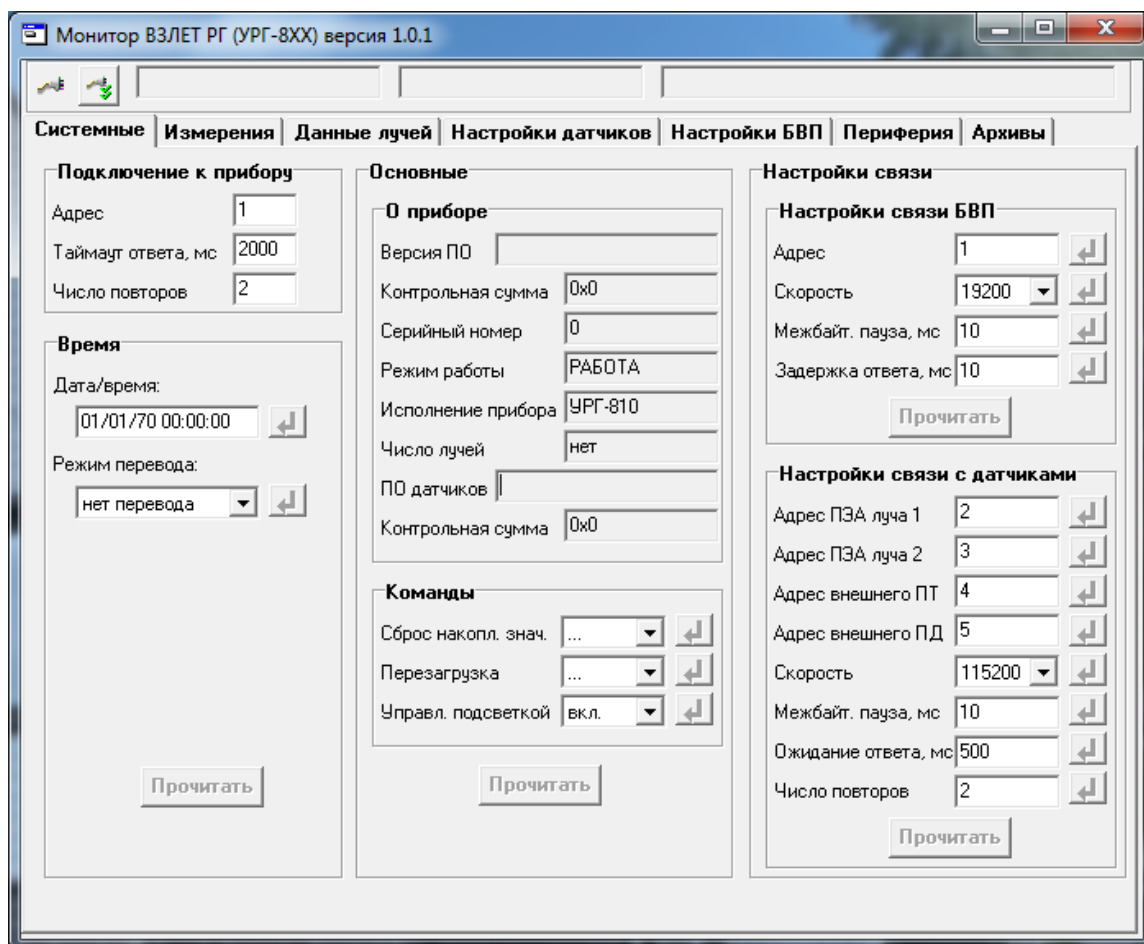 Монитор ВЗЛЕТ РГ (УРГ-8XX) версия 1.0.1
Системные Измерения Данные лучей Настройки датчиков Настройки БВП Периферия Архивы
Подключение к прибору
Адрес 1
Таймаут ответа, мс 2000
Число повторов 2
Время
Дата/время:
01/01/70 00:00:00
Режим перевода:
нет перевода
Прочитать
Основные
О приборе
Версия ПО
Контрольная сумма 0x0
Серийный номер 0
Режим работы РАБОТА
Исполнение прибора УРГ-810
Число лучей нет
ПО датчиков
Контрольная сумма 0x0
Команды
Сброс накопл. знач. ...
Перезагрузка ...
Управл. подсветкой вкл.
Прочитать
Настройки связи
Настройки связи БВП
Адрес 1
Скорость 19200
Межбайт. пауза, мс 10
Задержка ответа, мс 10
Прочитать
Настройки связи с датчиками
Адрес ПЭА луча 1 2
Адрес ПЭА луча 2 3
Адрес внешнего ПТ 4
Адрес внешнего ПД 5
Скорость 115200
Межбайт. пауза, мс 10
Ожидание ответа, мс 500
Число повторов 2
Прочитать